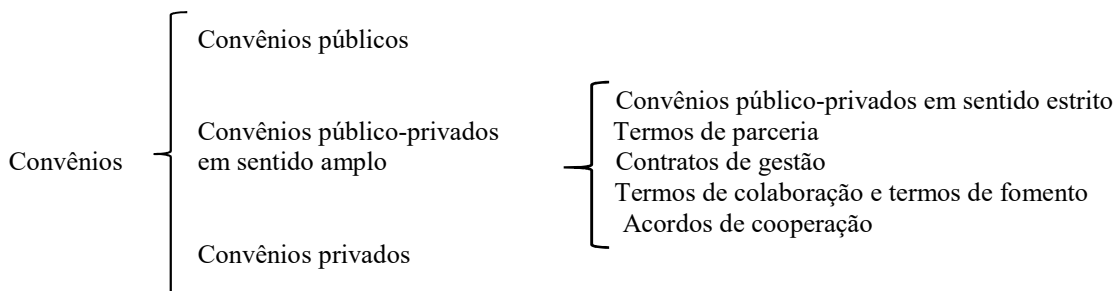 Convênios
Convênios públicos
Convênios público-privados
em sentido amplo
Convênios privados
Convênios público-privados em sentido estrito
Termos de parceria
Contratos de gestão
Termos de colaboração e termos de fomento
Acordos de cooperação